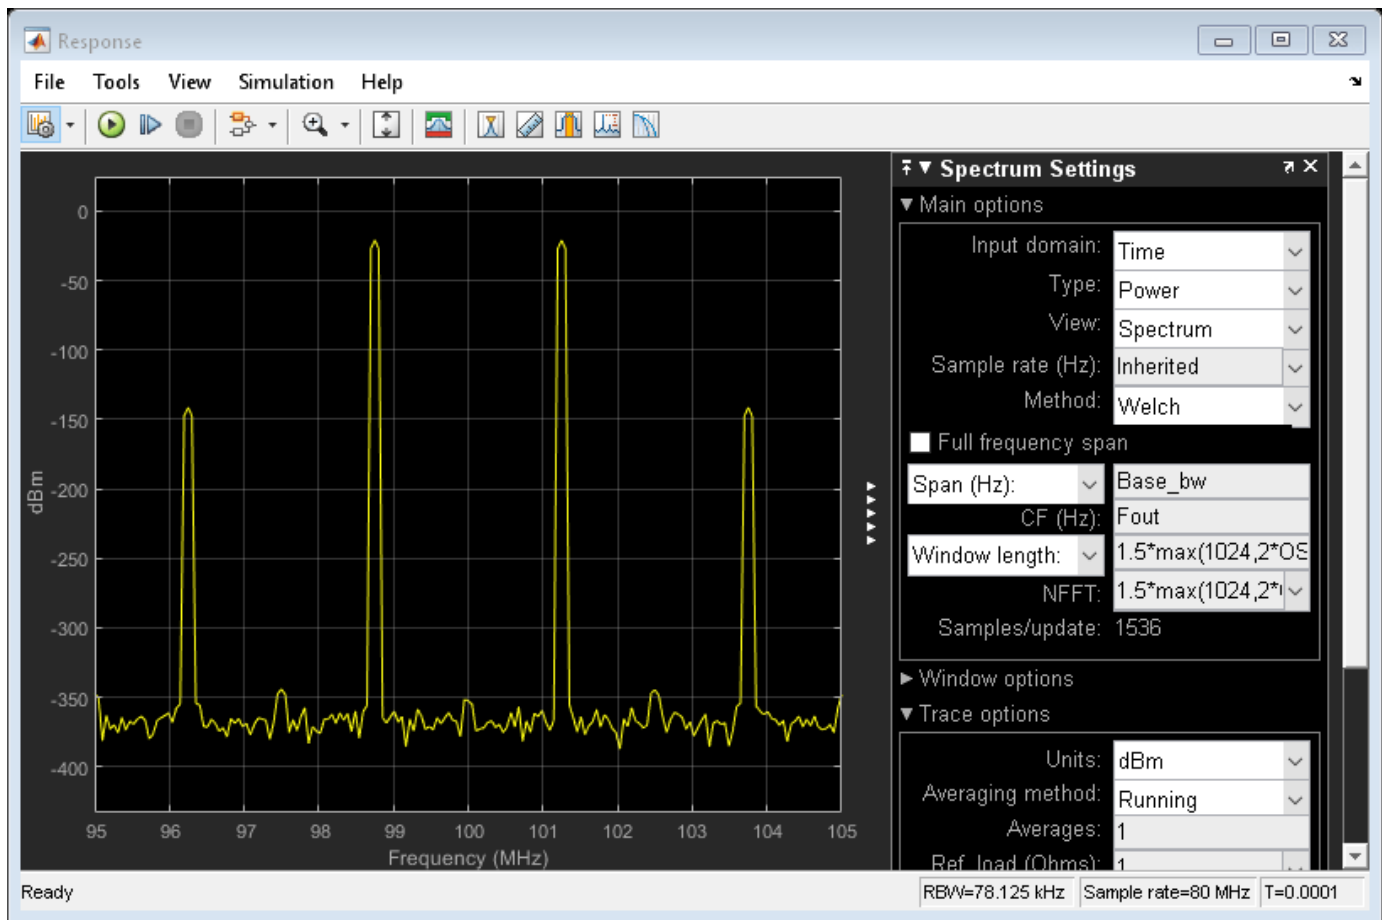 Response
File Tools View Simulation Help
Spectrum Settings
Main options
Input domain: Time
Type: Power
View: Spectrum
Sample rate (Hz): Inherited
Method: Welch
Full frequency span
Span (Hz): Base_bw
CF (Hz): Fout
Window length: 1.5*max(1024,2*OS
NFFT: 1.5*max(1024,2*
Samples/update: 1536
Window options
Trace options
Units: dBm
Averaging method: Running
Averages: 1
Ref. load (Ohms): 1
0
-50
-100
-150
-200
-250
-300
-350
-400
dBm
95 96 97 98 99 100 101 102 103 104 105
Frequency (MHz)
Ready RBW=78.125 kHz Sample rate=80 MHz T=0.0001